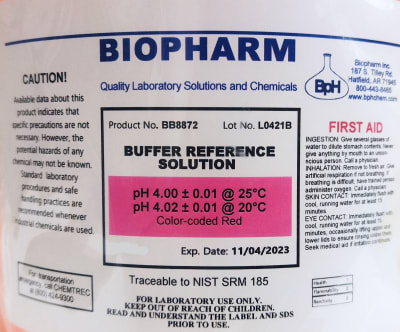 BIOPHARM
Quality Laboratory Solutions and Chemicals
BpH
Biopharm Inc.
187 S. Tilley Rd.
Hatfield, AR 71945
800-443-8465
www.bphchem.com
CAUTION!
Available data about this
product indicates that
specific precautions are not
necessary. However, the
potential hazards of any
chemical may not be known.
Standard laboratory
procedures and safe
handling practices are
recommended whenever
industrial chemicals are used.
For transportation
emergency, call CHEMTREC
at (800) 424-9300
Product No. BB8872 Lot No. L0421B
BUFFER REFERENCE
SOLUTION
pH 4.00 ± 0.01 @ 25°C
pH 4.02 ± 0.01 @ 20°C
Color-coded Red
Exp. Date: 11/04/2023
Traceable to NIST SRM 185
FOR LABORATORY USE ONLY.
KEEP OUT OF REACH OF CHILDREN.
READ AND UNDERSTAND THE LABEL AND SDS
PRIOR TO USE.
FIRST AID
INGESTION: Give several glasses of
water to dilute stomach contents. Never
give anything by mouth to an uncon-
scious person. Call a physician.
INHALATION: Remove to fresh air. Give
artificial respiration if not breathing. If
breathing is difficult, have trained person
administer oxygen. Call a physician.
SKIN CONTACT: Immediately flush with
cool, running water for at least 15
minutes.
EYE CONTACT: Immediately flush with
cool, running water for at least 15
minutes, occasionally lifting upper and
lower lids to ensure rinsing under them.
Seek medical aid if irritation continues.
Health
Flammability
Reactivity